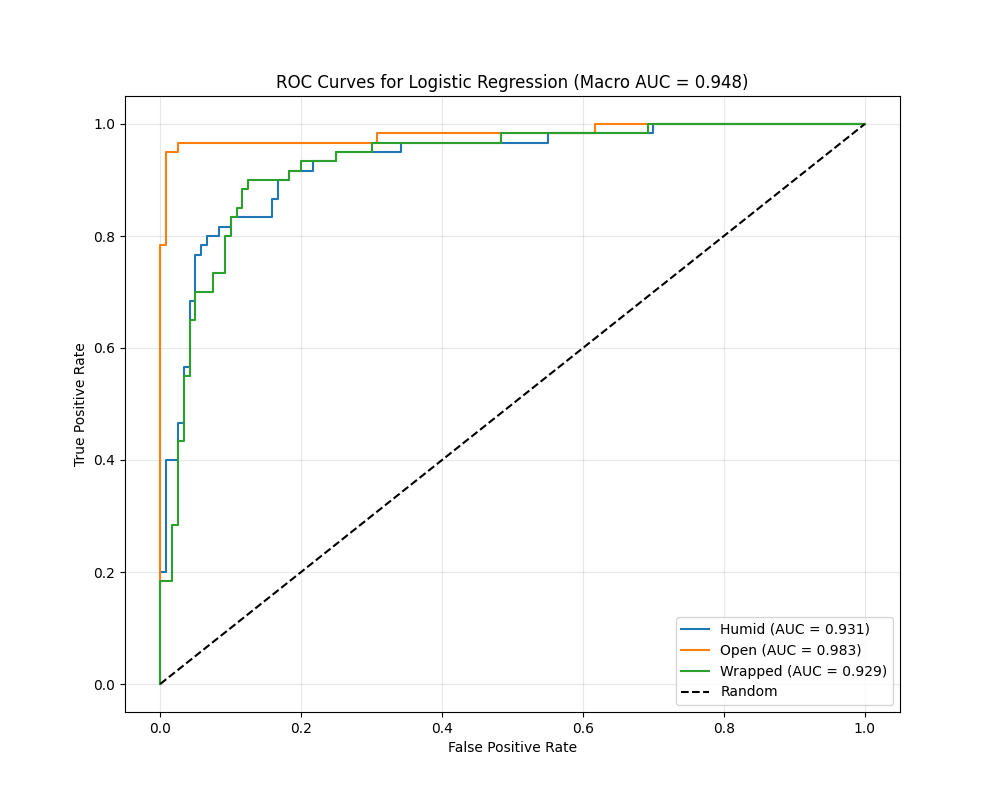 ROC Curves for Logistic Regression (Macro AUC = 0.948)
True Positive Rate
1.0
0.8
0.6
0.4
0.2
0.0
0.0 0.2 0.4 0.6 0.8 1.0
False Positive Rate
Humid (AUC = 0.931)
Open (AUC = 0.983)
Wrapped (AUC = 0.929)
Random